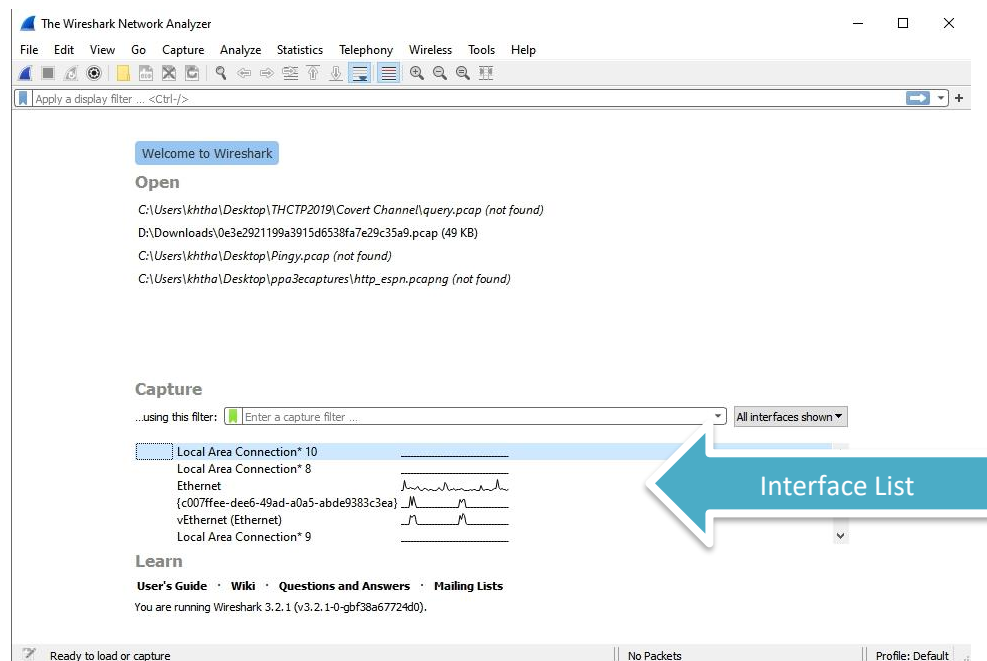 The Wireshark Network Analyzer
File Edit View Go Capture Analyze Statistics Telephony Wireless Tools Help
Apply a display filter ... <Ctrl-/>
+
Welcome to Wireshark
Open
C:\Users\khtha\Desktop\THCTP2019\Covert Channel\query.pcap (not found)
D:\Downloads\0e3e2921199a3915d6538fa7e29c35a9.pcap (49 KB)
C:\Users\khtha\Desktop\Pingy.pcap (not found)
C:\Users\khtha\Desktop\ppa3ecaptures\http_espn.pcapng (not found)
Capture
...using this filter: Enter a capture filter ... All interfaces shown
Local Area Connection* 10
Local Area Connection* 8
Ethernet
Interface List
{c007ffee-dee6-49ad-a0a5-abde9383c3ea}
vEthernet (Ethernet)
Local Area Connection* 9
Learn
User's Guide · Wiki · Questions and Answers · Mailing Lists
You are running Wireshark 3.2.1 (v3.2.1-0-gbf38a67724d0).
Ready to load or capture No Packets Profile: Default